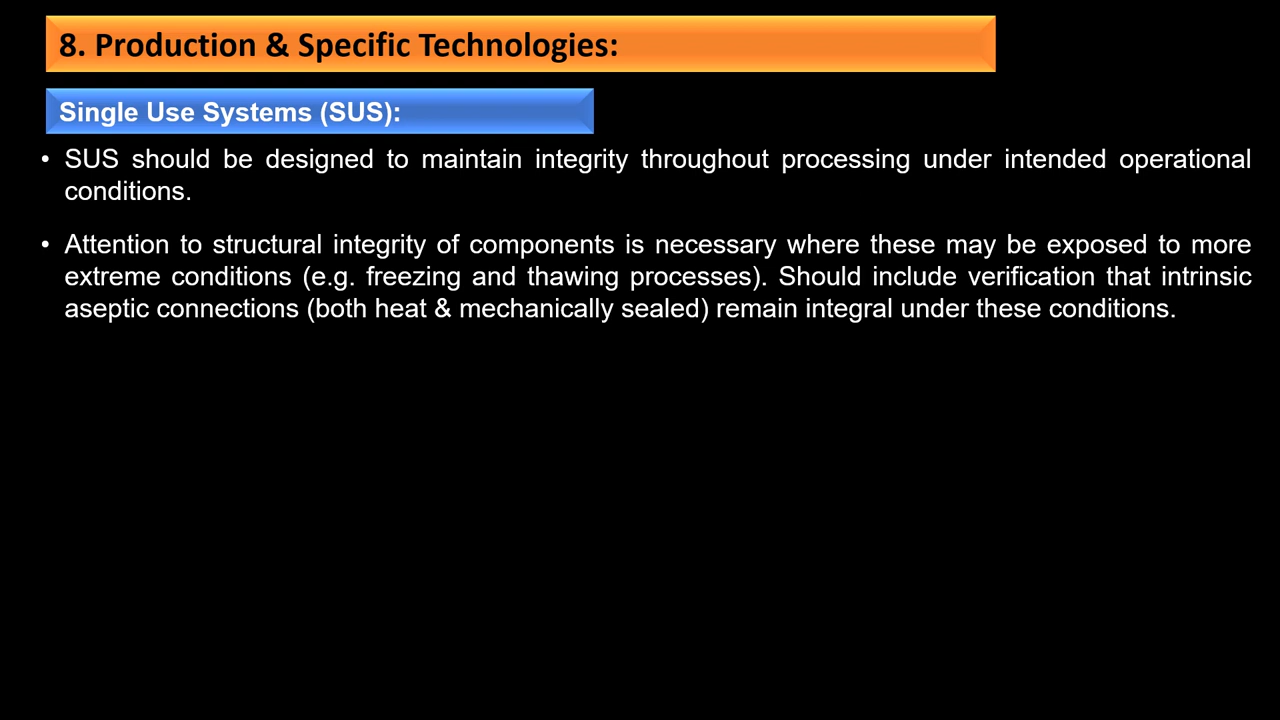 8. Production & Specific Technologies:
Single Use Systems (SUS):
• SUS should be designed to maintain integrity throughout processing under intended operational
conditions.
• Attention to structural integrity of components is necessary where these may be exposed to more
extreme conditions (e.g. freezing and thawing processes). Should include verification that intrinsic
aseptic connections (both heat & mechanically sealed) remain integral under these conditions.